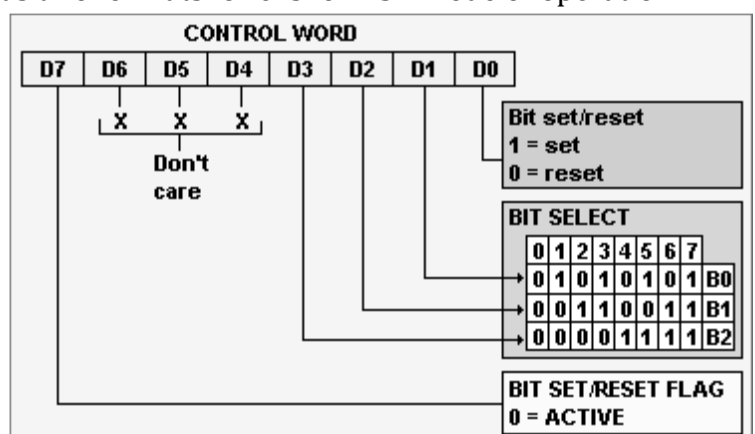 CONTROL WORD
D7 D6 D5 D4 D3 D2 D1 D0
X X X
Don't
care
Bit set/reset
1 = set
0 = reset
BIT SELECT
0 1 2 3 4 5 6 7
0 1 0 1 0 1 0 1 B0
0 0 1 1 0 0 1 1 B1
0 0 0 0 1 1 1 1 B2
BIT SET/RESET FLAG
0 = ACTIVE